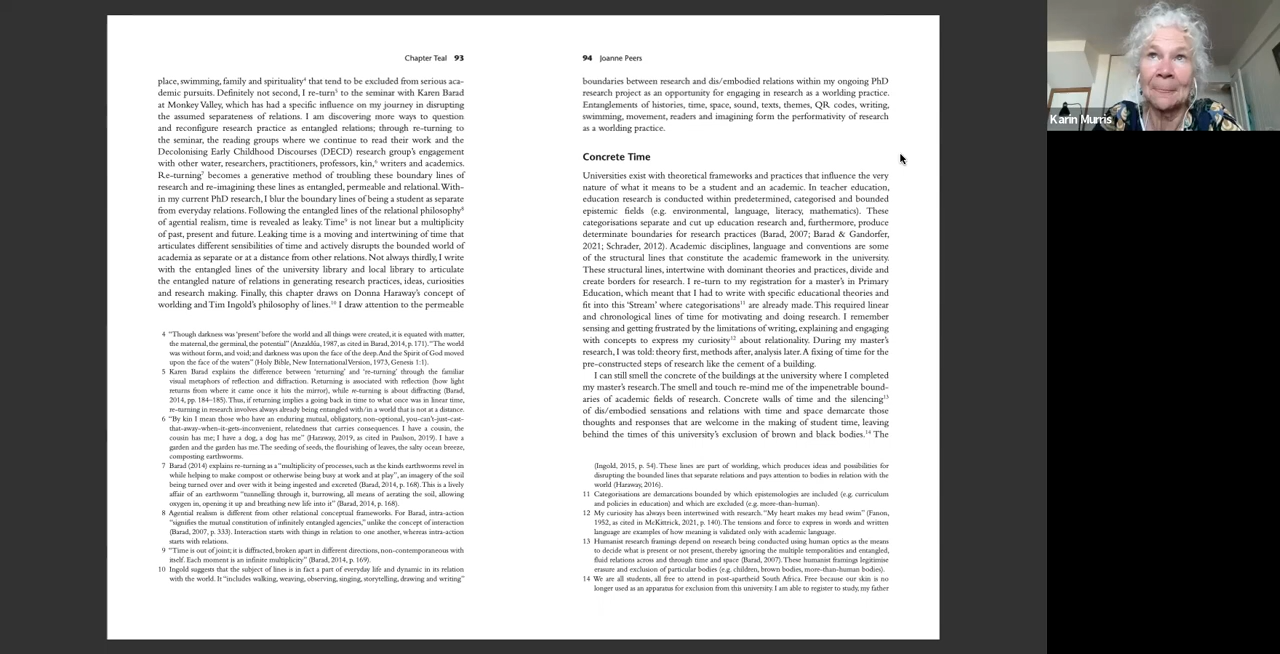 Chapter Teal 93
place, swimming, family and spirituality⁴ that tend to be excluded from serious aca-
demic pursuits. Definitely not second, I re-turn⁵ to the seminar with Karen Barad
at Monkey Valley, which has had a specific influence on my journey in disrupting
the assumed separateness of relations. I am discovering more ways to question
and reconfigure research practice as entangled relations; through re-turning to
the seminar, the reading groups where we continue to read their work and the
Decolonising Early Childhood Discourses (DECD) research group's engagement
with other water, researchers, practitioners, professors, kin,⁶ writers and academics.
Re-turning⁷ becomes a generative method of troubling these boundary lines of
research and re-imagining these lines as entangled, permeable and relational. With-
in my current PhD research, I blur the boundary lines of being a student as separate
from everyday relations. Following the entangled lines of the relational philosophy⁸
of agential realism, time is revealed as leaky. Time⁹ is not linear but a multiplicity
of past, present and future. Leaking time is a moving and intertwining of time that
articulates different sensibilities of time and actively disrupts the bounded world of
academia as separate or at a distance from other relations. Not always thirdly, I write
with the entangled lines of the university library and local library to articulate
the entangled nature of relations in generating research practices, ideas, curiosities
and research making. Finally, this chapter draws on Donna Haraway's concept of
worlding and Tim Ingold's philosophy of lines.¹⁰ I draw attention to the permeable
4 "Though darkness was 'present' before the world and all things were created, it is equated with matter,
the maternal, the germinal, the potential" (Anzaldúa, 1987, as cited in Barad, 2014, p. 171). "The world
was without form, and void; and darkness was upon the face of the deep. And the Spirit of God moved
upon the face of the waters" (Holy Bible, New International Version, 1973, Genesis 1:1).
5 Karen Barad explains the difference between 'returning' and 're-turning' through the familiar
visual metaphors of reflection and diffraction. Returning is associated with reflection (how light
returns from where it came once it hits the mirror), while re-turning is about diffracting (Barad,
2014, pp. 184–185). Thus, if returning implies a going back in time to what once was in linear time,
re-turning in research involves always already being entangled with/in a world that is not at a distance.
6 "By kin I mean those who have an enduring mutual, obligatory, non-optional, you-can't-just-cast-
that-away-when-it-gets-inconvenient, relatedness that carries consequences. I have a cousin, the
cousin has me; I have a dog, a dog has me" (Haraway, 2019, as cited in Paulson, 2019). I have a
garden and the garden has me. The seeding of seeds, the flourishing of leaves, the salty ocean breeze,
composting earthworms.
7 Barad (2014) explains re-turning as a "multiplicity of processes, such as the kinds earthworms revel in
while helping to make compost or otherwise being busy at work and at play", an imagery of the soil
being turned over and over with it being ingested and excreted (Barad, 2014, p. 168). This is a lively
affair of an earthworm "tunnelling through it, burrowing, all means of aerating the soil, allowing
oxygen in, opening it up and breathing new life into it" (Barad, 2014, p. 168).
8 Agential realism is different from other relational conceptual frameworks. For Barad, intra-action
"signifies the mutual constitution of infinitely entangled agencies," unlike the concept of interaction
(Barad, 2007, p. 333). Interaction starts with things in relation to one another, whereas intra-action
starts with relations.
9 "Time is out of joint; it is diffracted, broken apart in different directions, non-contemporaneous with
itself. Each moment is an infinite multiplicity" (Barad, 2014, p. 169).
10 Ingold suggests that the subject of lines is in fact a part of everyday life and dynamic in its relation
with the world. It "includes walking, weaving, observing, singing, storytelling, drawing and writing"
94 Joanne Peers
boundaries between research and dis/embodied relations within my ongoing PhD
research project as an opportunity for engaging in research as a worlding practice.
Entanglements of histories, time, space, sound, texts, themes, QR codes, writing,
swimming, movement, readers and imagining form the performativity of research
as a worlding practice.
Concrete Time
Universities exist with theoretical frameworks and practices that influence the very
nature of what it means to be a student and an academic. In teacher education,
education research is conducted within predetermined, categorised and bounded
epistemic fields (e.g. environmental, language, literacy, mathematics). These
categorisations separate and cut up education research and, furthermore, produce
determinate boundaries for research practices (Barad, 2007; Barad & Gandorfer,
2021; Schrader, 2012). Academic disciplines, language and conventions are some
of the structural lines that constitute the academic framework in the university.
These structural lines, intertwine with dominant theories and practices, divide and
create borders for research. I re-turn to my registration for a master's in Primary
Education, which meant that I had to write with specific educational theories and
fit into this 'Stream' where categorisations¹¹ are already made. This required linear
and chronological lines of time for motivating and doing research. I remember
sensing and getting frustrated by the limitations of writing, explaining and engaging
with concepts to express my curiosity¹² about relationality. During my master's
research, I was told: theory first, methods after, analysis later. A fixing of time for the
pre-constructed steps of research like the cement of a building.
I can still smell the concrete of the buildings at the university where I completed
my master's research. The smell and touch re-mind me of the impenetrable bound-
aries of academic fields of research. Concrete walls of time and the silencing¹³
of dis/embodied sensations and relations with time and space demarcate those
thoughts and responses that are welcome in the making of student time, leaving
behind the times of this university's exclusion of brown and black bodies.¹⁴ The
(Ingold, 2015, p. 54). These lines are part of worlding, which produces ideas and possibilities for
disrupting the bounded lines that separate relations and pays attention to bodies in relation with the
world (Haraway, 2016).
11 Categorisations are demarcations bounded by which epistemologies are included (e.g. curriculum
and policies in education) and which are excluded (e.g. more-than-human).
12 My curiosity has always been intertwined with research. "My heart makes my head swim" (Fanon,
1952, as cited in McKittrick, 2021, p. 140). The tensions and force to express in words and written
language are examples of how meaning is validated only with academic language.
13 Humanist research framings depend on research being conducted using human optics as the means
to decide what is present or not present, thereby ignoring the multiple temporalities and entangled,
fluid relations across and through time and space (Barad, 2007). These humanist framings legitimise
erasure and exclusion of particular bodies (e.g. children, brown bodies, more-than-human bodies).
14 We are all students, all free to attend in post-apartheid South Africa. Free because our skin is no
longer used as an apparatus for exclusion from this university. I am able to register to study, my father
Karin Murris